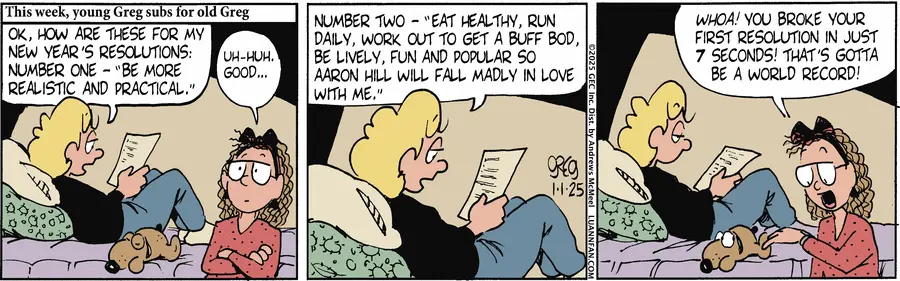 This week, young Greg subs for old Greg
OK, HOW ARE THESE FOR MY
NEW YEAR'S RESOLUTIONS:
NUMBER ONE – "BE MORE
REALISTIC AND PRACTICAL."
UH-HUH.
GOOD...
NUMBER TWO – "EAT HEALTHY, RUN
DAILY, WORK OUT TO GET A BUFF BOD,
BE LIVELY, FUN AND POPULAR SO
AARON HILL WILL FALL MADLY IN LOVE
WITH ME."
GREG
1·1·25
©2025 GEC Inc. Dist. by Andrews McMeel LUANNFAN.COM
WHOA! YOU BROKE YOUR
FIRST RESOLUTION IN JUST
7 SECONDS! THAT'S GOTTA
BE A WORLD RECORD!